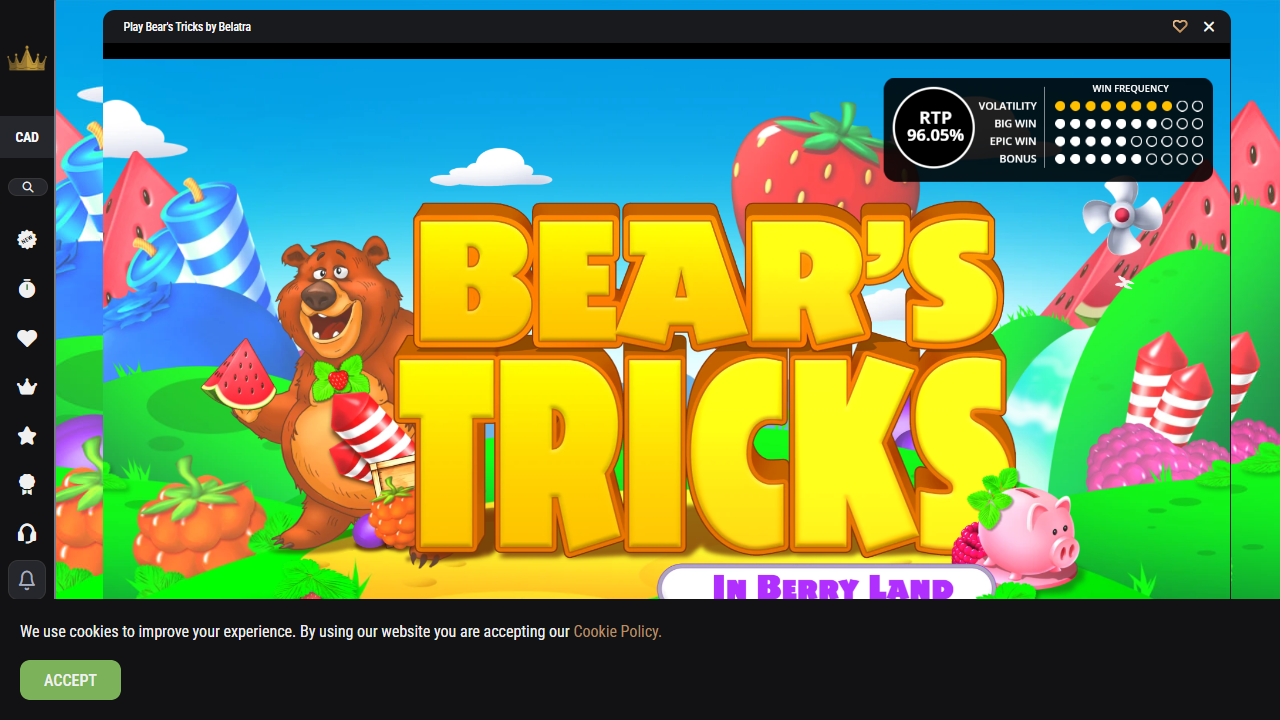 Play Bear's Tricks by Belatra
CAD
NEW
WIN FREQUENCY
RTP
96.05%
VOLATILITY
BIG WIN
EPIC WIN
BONUS
BEAR'S
TRICKS
IN BERRY LAND
We use cookies to improve your experience. By using our website you are accepting our Cookie Policy.
ACCEPT